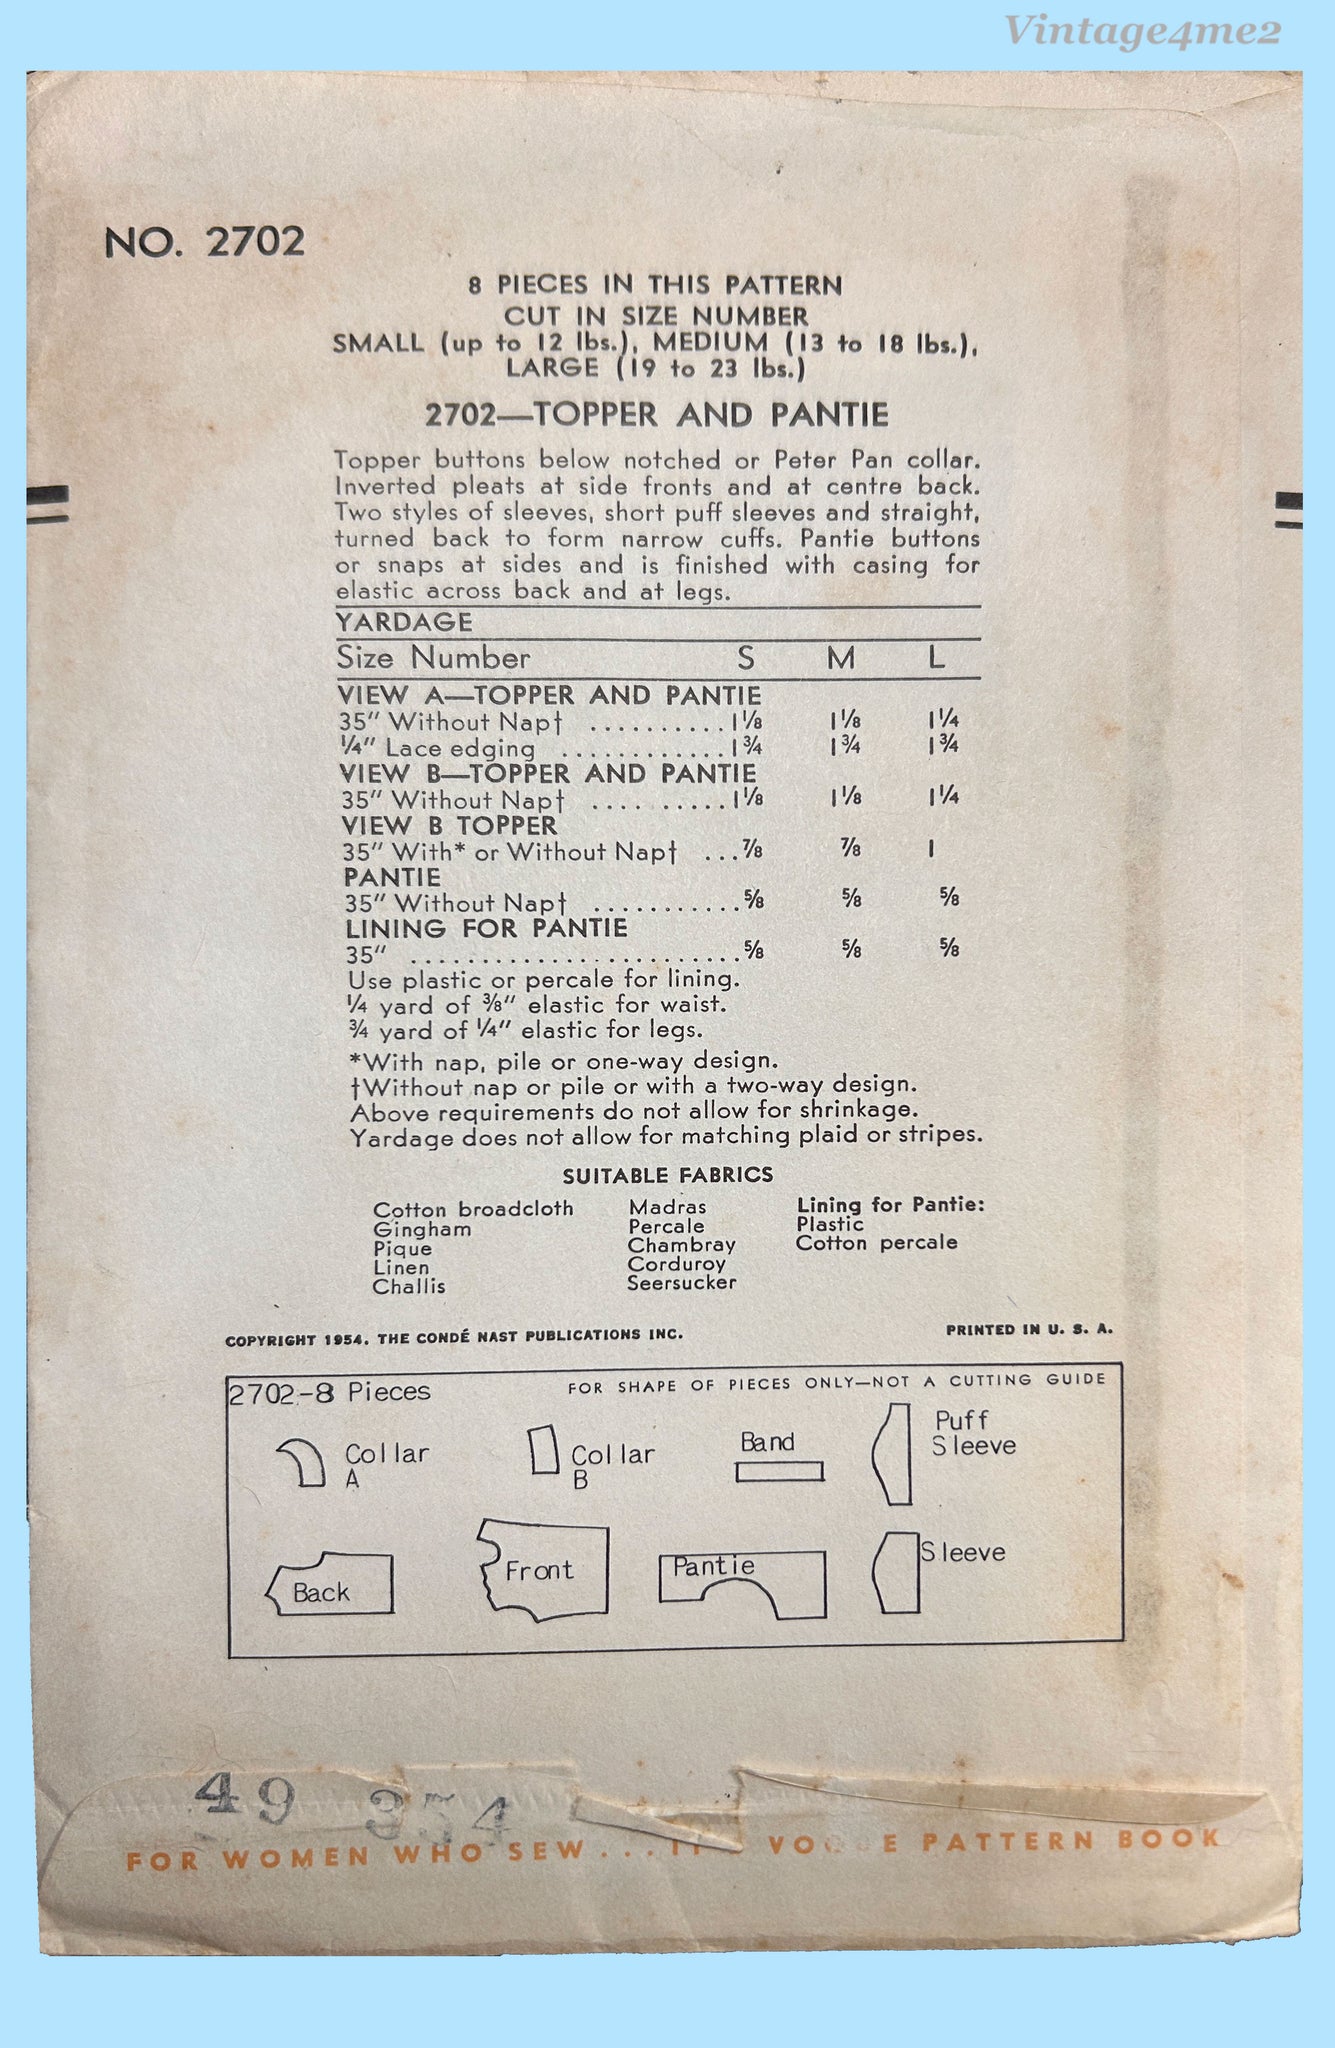 Vintage4me2
NO. 2702
8 PIECES IN THIS PATTERN
CUT IN SIZE NUMBER
SMALL (up to 12 lbs.), MEDIUM (13 to 18 lbs.),
LARGE (19 to 23 lbs.)
2702—TOPPER AND PANTIE
Topper buttons below notched or Peter Pan collar.
Inverted pleats at side fronts and at centre back.
Two styles of sleeves, short puff sleeves and straight,
turned back to form narrow cuffs. Pantie buttons
or snaps at sides and is finished with casing for
elastic across back and at legs.
YARDAGE
Size Number S M L
VIEW A—TOPPER AND PANTIE
35" Without Nap† ..........1⅛ 1⅛ 1¼
¼" Lace edging ............1¾ 1¾ 1¾
VIEW B—TOPPER AND PANTIE
35" Without Nap† ..........1⅛ 1⅛ 1¼
VIEW B TOPPER
35" With* or Without Nap† ...⅞ ⅞ 1
PANTIE
35" Without Nap† ...........⅝ ⅝ ⅝
LINING FOR PANTIE
35" .......................⅝ ⅝ ⅝
Use plastic or percale for lining.
¼ yard of ⅜" elastic for waist.
¾ yard of ¼" elastic for legs.
*With nap, pile or one-way design.
†Without nap or pile or with a two-way design.
Above requirements do not allow for shrinkage.
Yardage does not allow for matching plaid or stripes.
SUITABLE FABRICS
Cotton broadcloth Madras Lining for Pantie:
Gingham Percale Plastic
Pique Chambray Cotton percale
Linen Corduroy
Challis Seersucker
COPYRIGHT 1954. THE CONDÉ NAST PUBLICATIONS INC. PRINTED IN U. S. A.
2702-8 Pieces FOR SHAPE OF PIECES ONLY—NOT A CUTTING GUIDE
Collar A
Collar B
Band
Puff Sleeve
Back
Front
Pantie
Sleeve
49 354
FOR WOMEN WHO SEW... PATTERN BOOK